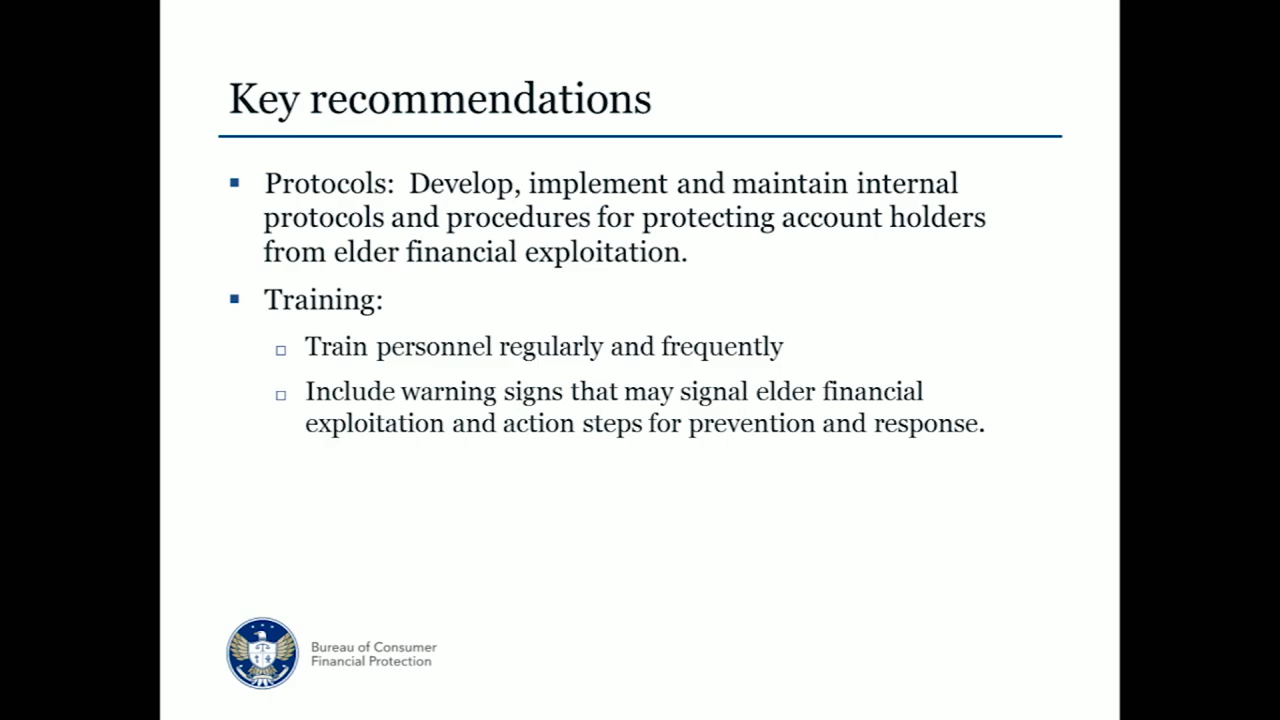 Key recommendations
▪ Protocols:  Develop, implement and maintain internal
protocols and procedures for protecting account holders
from elder financial exploitation.
▪ Training:
□ Train personnel regularly and frequently
□ Include warning signs that may signal elder financial
exploitation and action steps for prevention and response.
Bureau of Consumer
Financial Protection